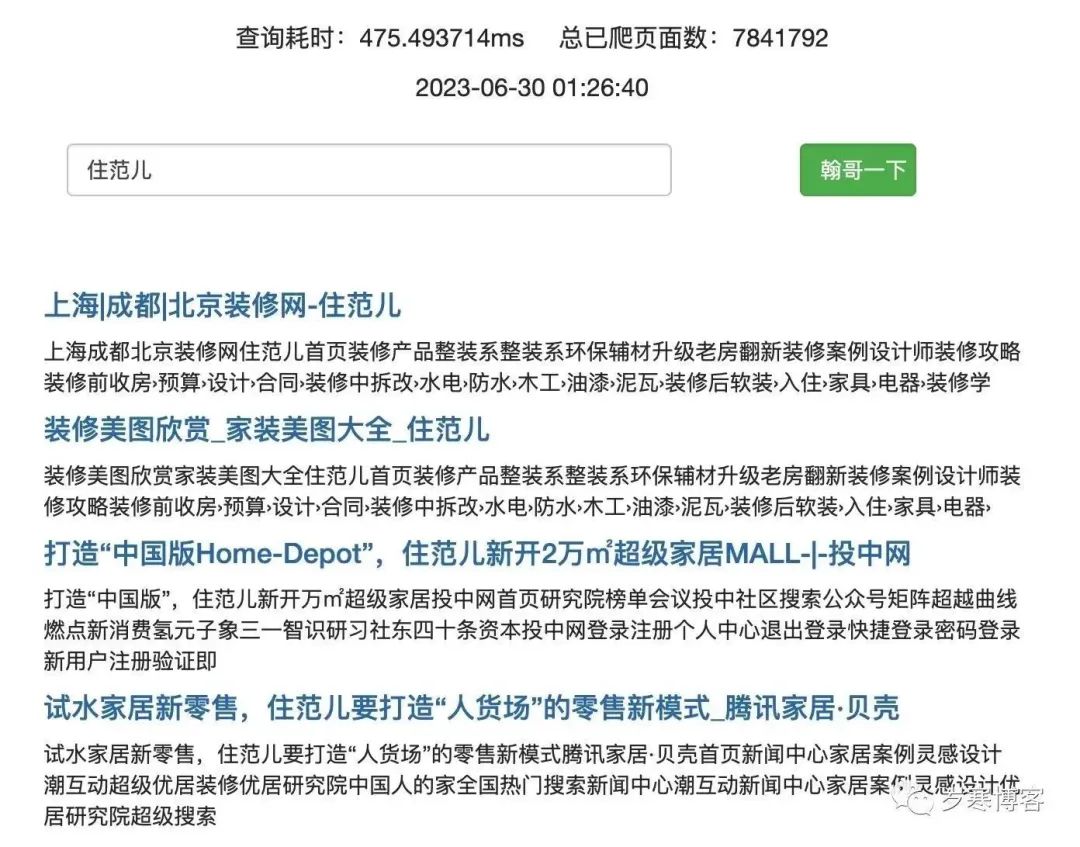 查询耗时：475.493714ms 总已爬页面数：7841792
2023-06-30 01:26:40
住范儿
翰哥一下
上海|成都|北京装修网-住范儿
上海成都北京装修网住范儿首页装修产品整装系整装系环保辅材升级老房翻新装修案例设计师装修攻略
装修前收房›预算›设计›合同›装修中拆改›水电›防水›木工›油漆›泥瓦›装修后软装›入住›家具›电器›装修学
装修美图欣赏_家装美图大全_住范儿
装修美图欣赏家装美图大全住范儿首页装修产品整装系整装系环保辅材升级老房翻新装修案例设计师装
修攻略装修前收房›预算›设计›合同›装修中拆改›水电›防水›木工›油漆›泥瓦›装修后软装›入住›家具›电器›
打造“中国版Home-Depot”，住范儿新开2万㎡超级家居MALL-|-投中网
打造“中国版”，住范儿新开万㎡超级家居投中网首页研究院榜单会议投中社区搜索公众号矩阵超越曲线
燃点新消费氢元子象三一智识研习社东四十条资本投中网登录注册个人中心退出登录快捷登录密码登录
新用户注册验证即
试水家居新零售，住范儿要打造“人货场”的零售新模式_腾讯家居·贝壳
试水家居新零售，住范儿要打造“人货场”的零售新模式腾讯家居·贝壳首页新闻中心家居案例灵感设计
潮互动超级优居装修优居研究院中国人的家全国热门搜索新闻中心潮互动新闻中心家居案例灵感设计优
居研究院超级搜索
岁寒博客